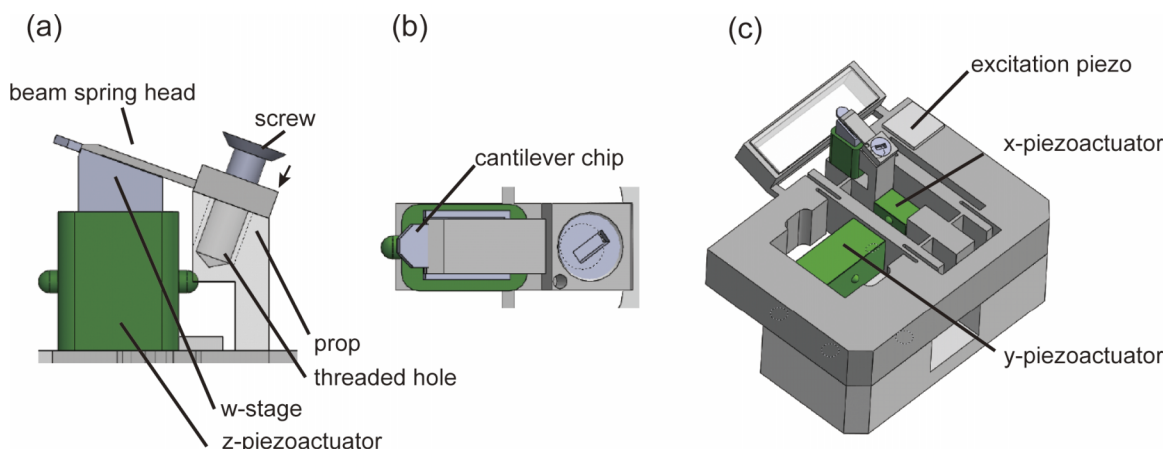 (a)
beam spring head
screw
prop
threaded hole
w-stage
z-piezoactuator
(b)
cantilever chip
(c)
excitation piezo
x-piezoactuator
y-piezoactuator